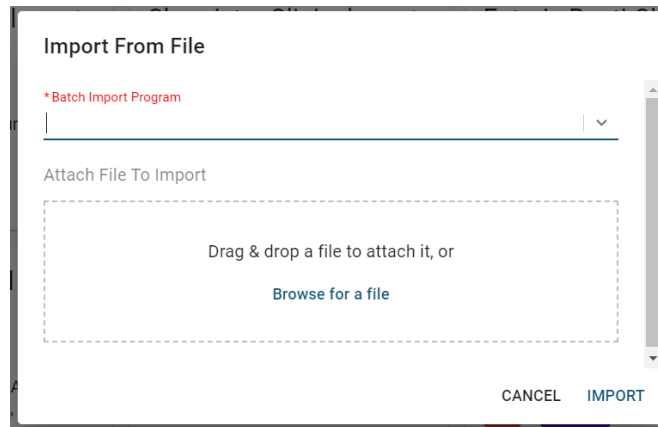 Import From File
* Batch Import Program
Attach File To Import
Drag & drop a file to attach it, or
Browse for a file
CANCEL
IMPORT